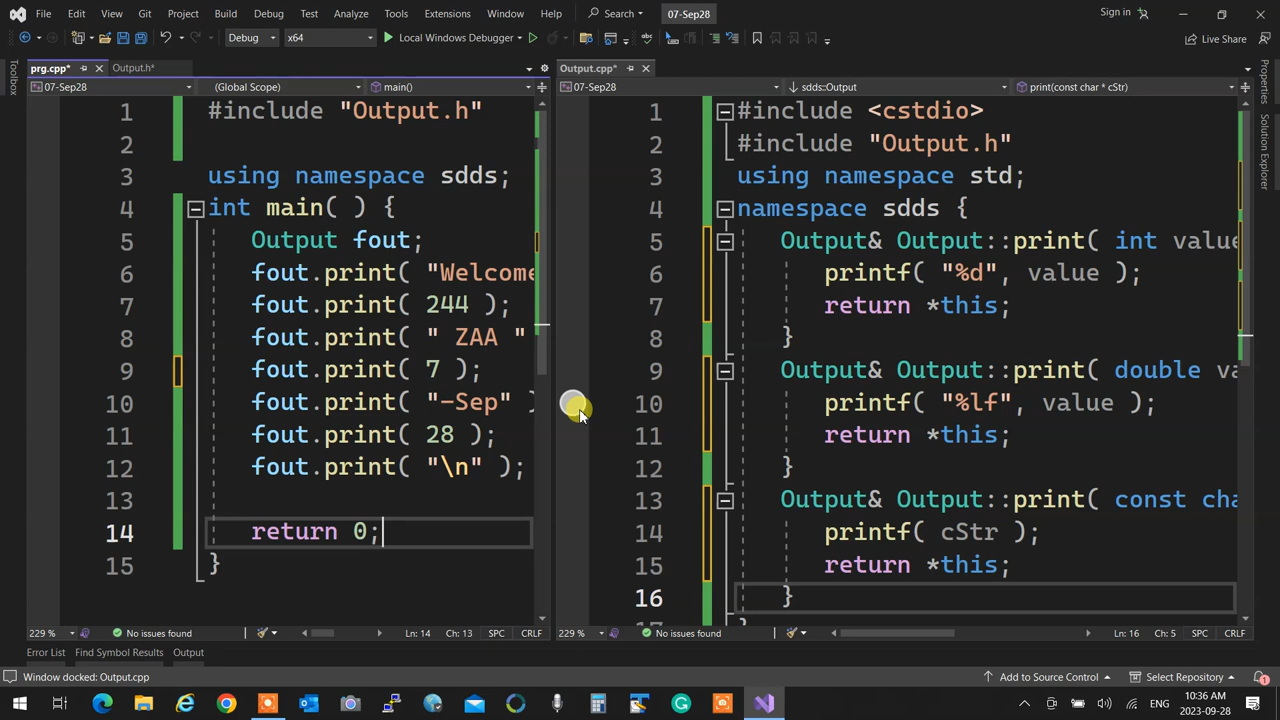 File Edit View Git Project Build Debug Test Analyze Tools Extensions Window Help Search 07-Sep28 Sign in
Debug x64 Local Windows Debugger Live Share
Toolbox
prg.cpp* Output.h*
07-Sep28 (Global Scope) main()
1 #include "Output.h"
2
3 using namespace sdds;
4 int main( ) {
5 Output fout;
6 fout.print( "Welcome
7 fout.print( 244 );
8 fout.print( " ZAA "
9 fout.print( 7 );
10 fout.print( "-Sep" )
11 fout.print( 28 );
12 fout.print( "\n" );
13
14 return 0;
15 }
229 % No issues found Ln: 14 Ch: 13 SPC CRLF
Output.cpp*
07-Sep28 sdds::Output print(const char * cStr)
1 #include <cstdio>
2 #include "Output.h"
3 using namespace std;
4 namespace sdds {
5 Output& Output::print( int value
6 printf( "%d", value );
7 return *this;
8 }
9 Output& Output::print( double va
10 printf( "%lf", value );
11 return *this;
12 }
13 Output& Output::print( const cha
14 printf( cStr );
15 return *this;
16 }
229 % No issues found Ln: 16 Ch: 5 SPC CRLF
Properties
Solution Explorer
Error List Find Symbol Results Output
Window docked: Output.cpp Add to Source Control Select Repository 1
ENG 10:36 AM
2023-09-28